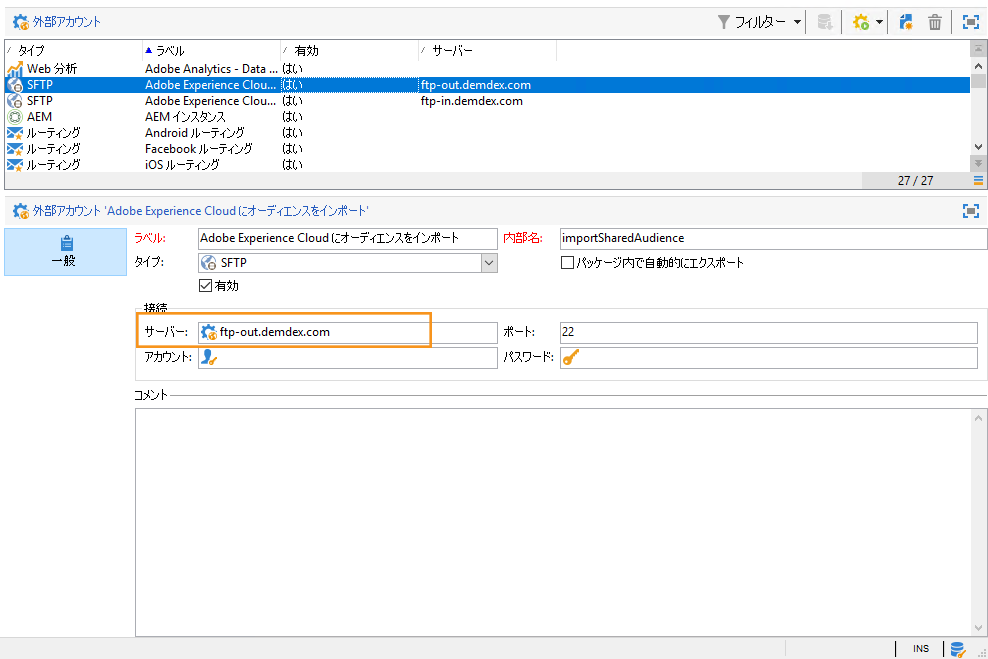 外部アカウント
フィルター
タイプ ラベル 有効 サーバー
Web 分析 Adobe Analytics - Data ... はい
SFTP Adobe Experience Clou... はい ftp-out.demdex.com
SFTP Adobe Experience Clou... はい ftp-in.demdex.com
AEM AEM インスタンス はい
ルーティング Android ルーティング はい
ルーティング Facebook ルーティング はい
ルーティング iOS ルーティング はい
27 / 27
外部アカウント 'Adobe Experience Cloud にオーディエンスをインポート'
一般
ラベル: Adobe Experience Cloud にオーディエンスをインポート 内部名: importSharedAudience
タイプ: SFTP パッケージ内で自動的にエクスポート
有効
接続
サーバー: ftp-out.demdex.com ポート: 22
アカウント: パスワード:
コメント
INS